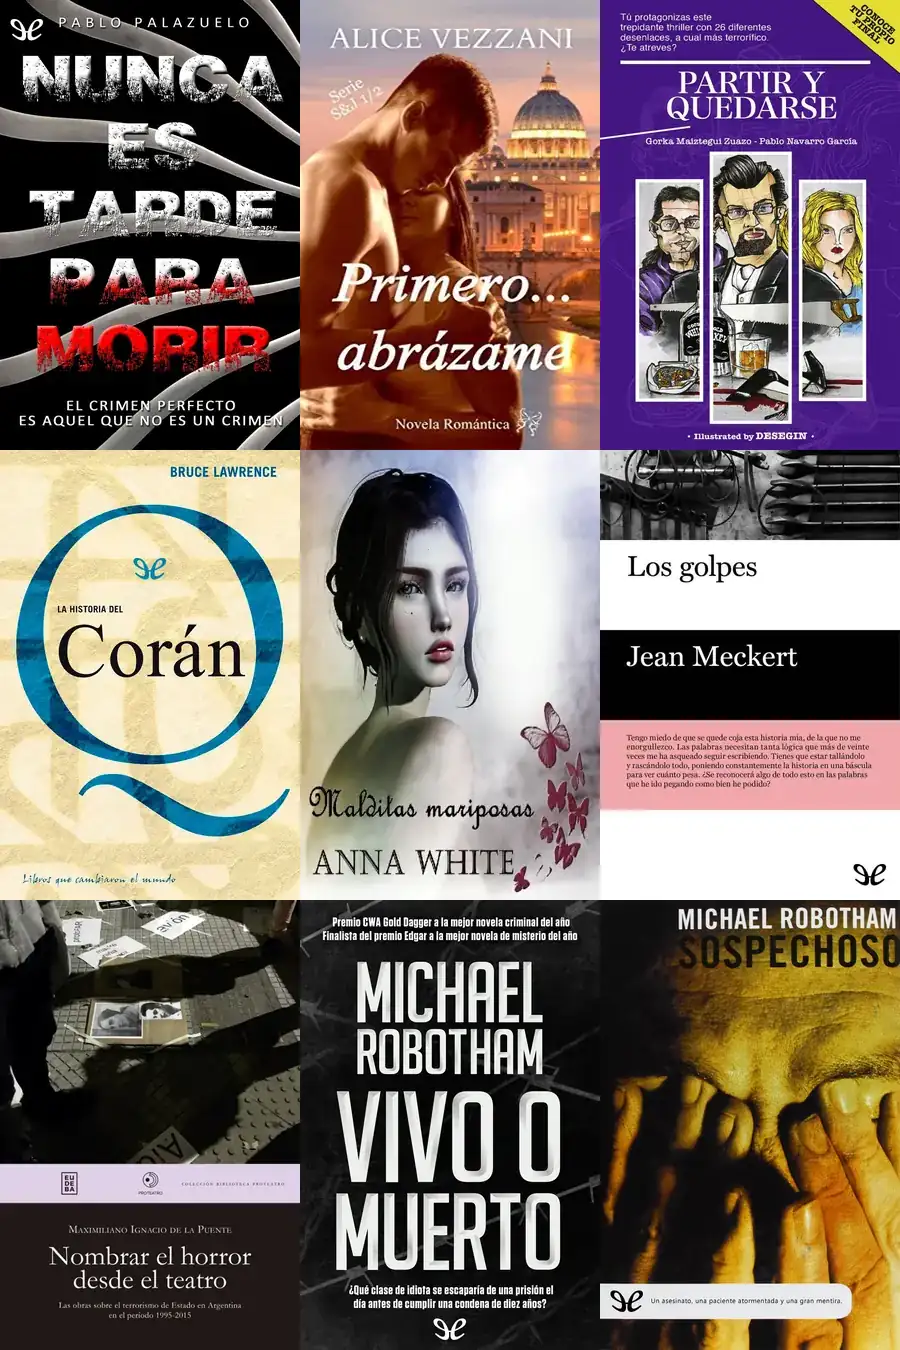 PABLO PALAZUELO
NUNCA
ES
TARDE
PARA
MORIR
EL CRIMEN PERFECTO
ES AQUEL QUE NO ES UN CRIMEN
ALICE VEZZANI
Serie
S&J 1/2
Primero...
abrázame
Novela Romántica
CONOCE
TU PROPIO
FINAL
Tú protagonizas este
trepidante thriller con 26 diferentes
desenlaces, a cual más terrorífico.
¿Te atreves?
PARTIR Y
QUEDARSE
Gorka Maiztegui Zuazo - Pablo Navarro García
• Illustrated by DESEGIN •
BRUCE LAWRENCE
LA HISTORIA DEL
Corán
Libros que cambiaron el mundo
Malditas mariposas
ANNA WHITE
Los golpes
Jean Meckert
Tengo miedo de que se quede coja esta historia mía, de la que no me
enorgullezco. Las palabras necesitan tanta lógica que más de veinte
veces me ha asqueado seguir escribiendo. Tienes que estar tallándolo
y rascándolo todo, poniendo constantemente la historia en una báscula
para ver cuánto pesa. ¿Se reconocerá algo de todo esto en las palabras
que he ido pegando como bien he podido?
EU
DE
BA
PROTEATRO
COLECCIÓN BIBLIOTECA PROTEATRO
MAXIMILIANO IGNACIO DE LA PUENTE
Nombrar el horror
desde el teatro
Las obras sobre el terrorismo de Estado en Argentina
en el período 1995-2015
Premio CWA Gold Dagger a la mejor novela criminal del año
Finalista del premio Edgar a la mejor novela de misterio del año
MICHAEL
ROBOTHAM
VIVO O
MUERTO
¿Qué clase de idiota se escaparía de una prisión el
día antes de cumplir una condena de diez años?
MICHAEL ROBOTHAM
SOSPECHOSO
Un asesinato, una paciente atormentada y una gran mentira.